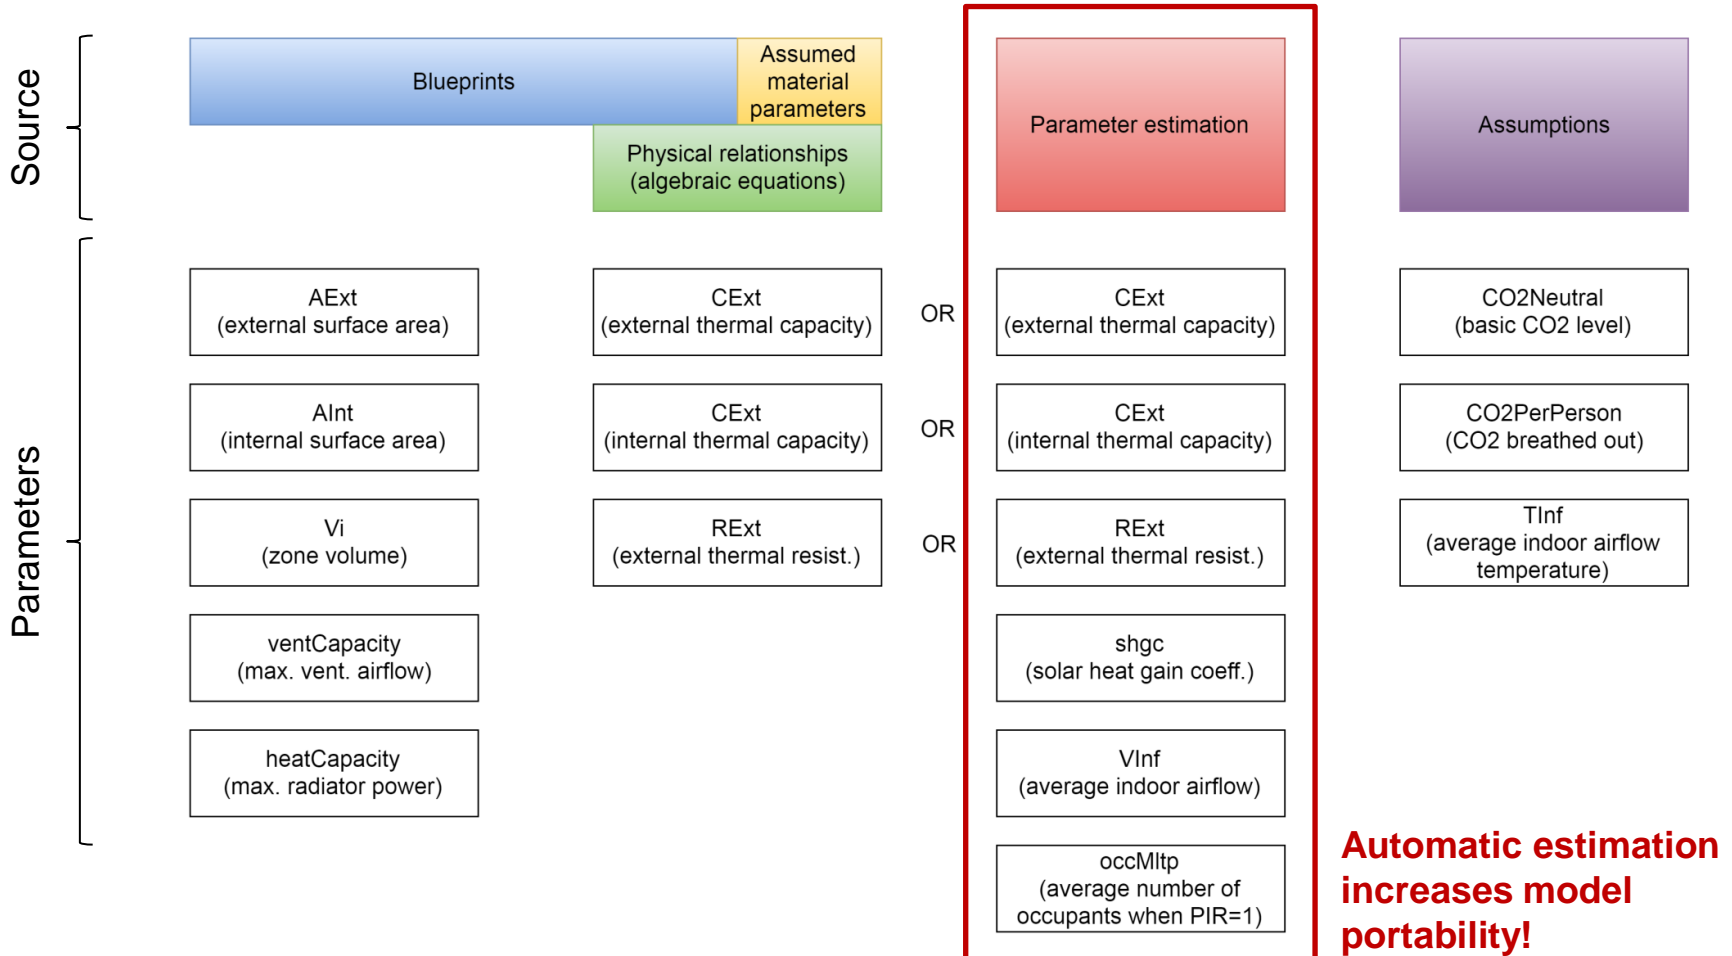 Source
Blueprints
Assumed
material
parameters
Physical relationships
(algebraic equations)
Parameter estimation
Assumptions
Parameters
AExt
(external surface area)
CExt
(external thermal capacity)
OR
CExt
(external thermal capacity)
CO2Neutral
(basic CO2 level)
AInt
(internal surface area)
CExt
(internal thermal capacity)
OR
CExt
(internal thermal capacity)
CO2PerPerson
(CO2 breathed out)
Vi
(zone volume)
RExt
(external thermal resist.)
OR
RExt
(external thermal resist.)
TInf
(average indoor airflow
temperature)
ventCapacity
(max. vent. airflow)
shgc
(solar heat gain coeff.)
heatCapacity
(max. radiator power)
VInf
(average indoor airflow)
occMltp
(average number of
occupants when PIR=1)
Automatic estimation
increases model
portability!